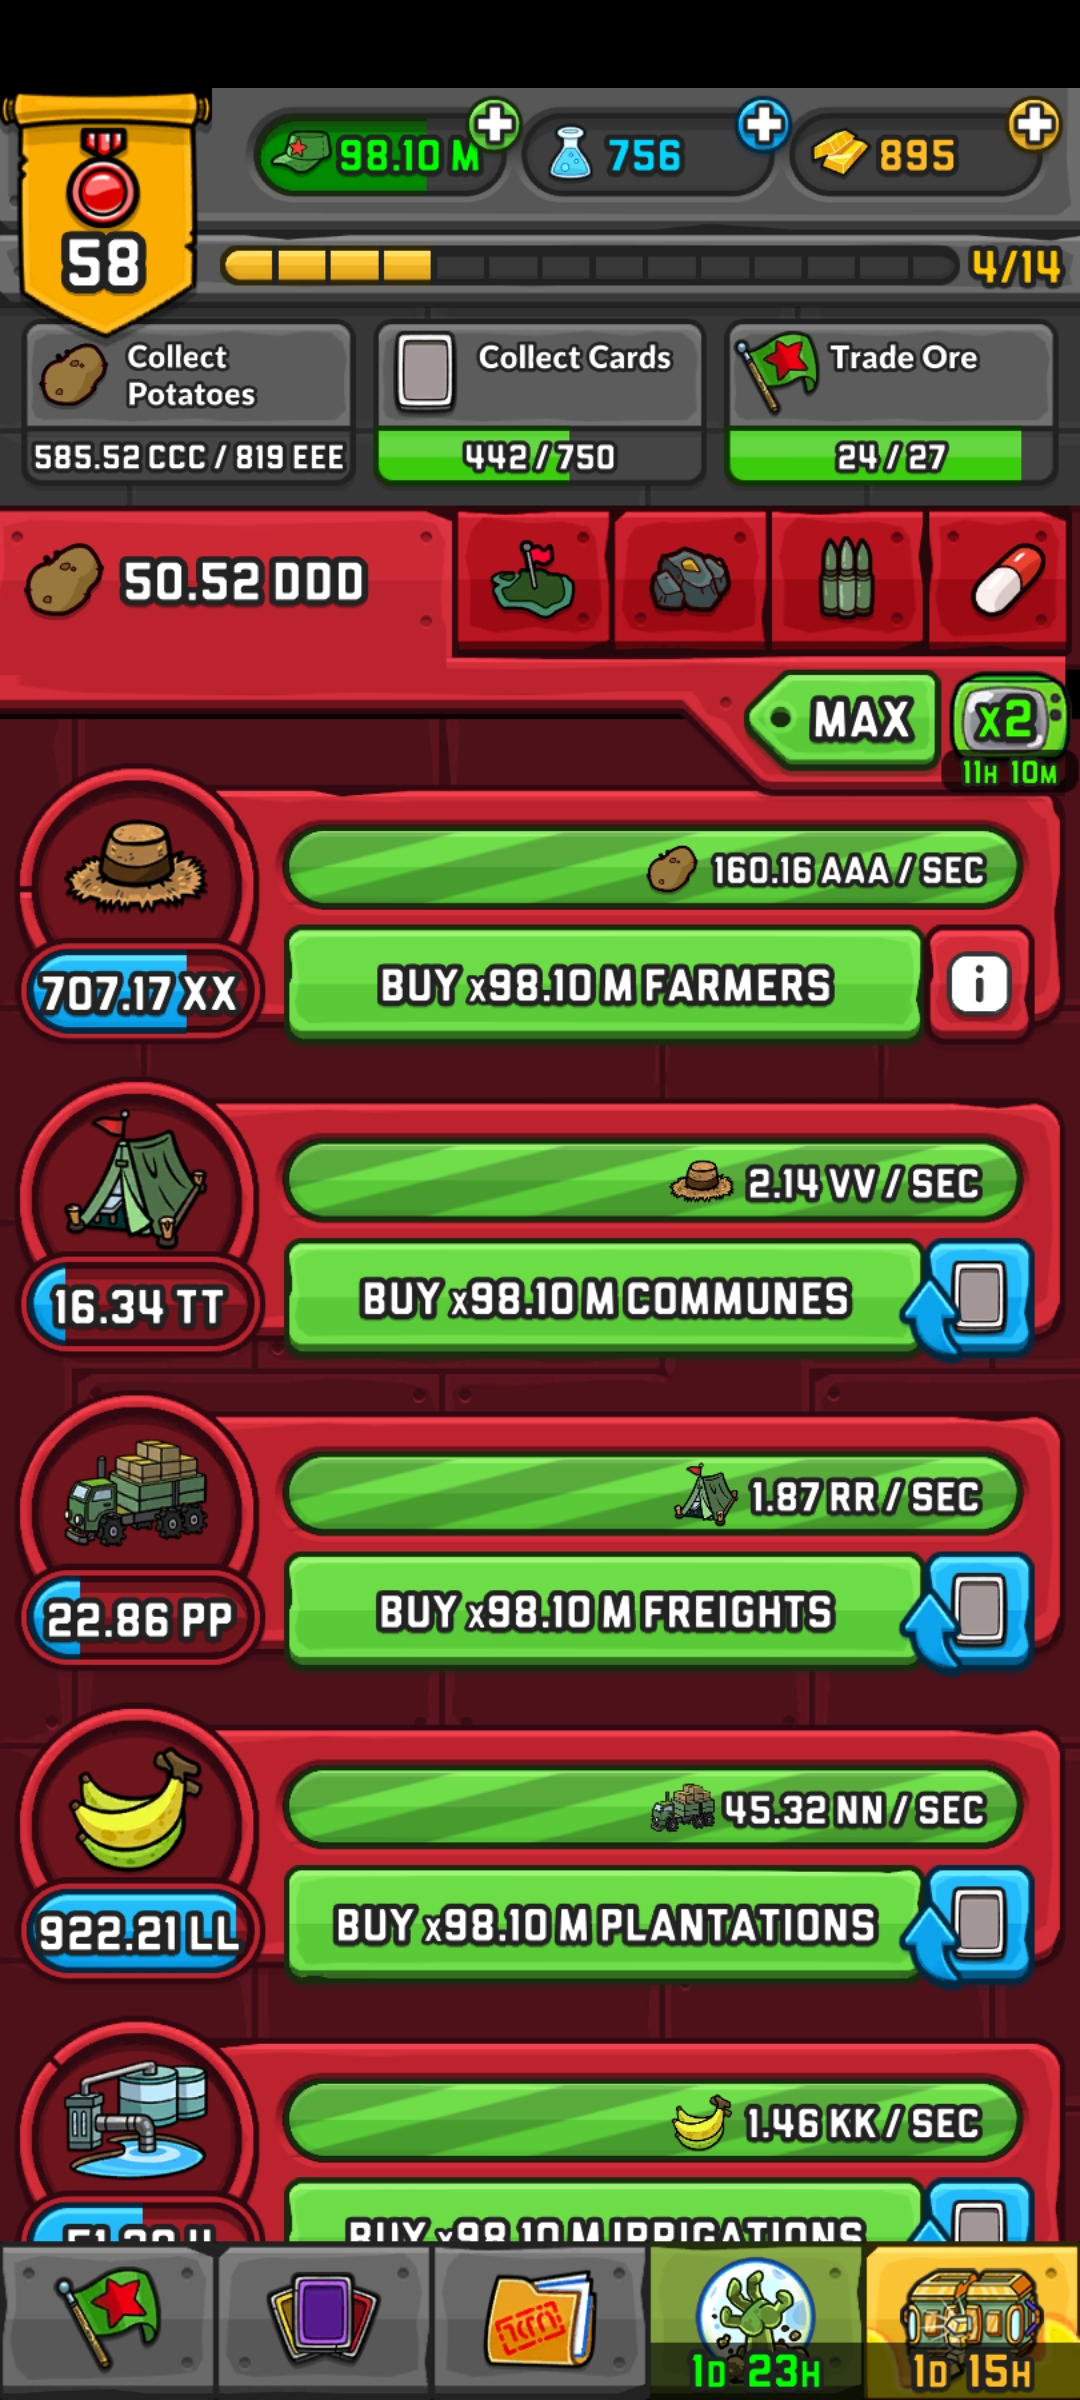 98.10 M
756
895
58
4/14
Collect
Potatoes
585.52 CCC / 819 EEE
Collect Cards
442/750
Trade Ore
24/27
50.52 DDD
MAX
x2
11H 10M
160.16 AAA / SEC
707.17 XX
BUY x98.10 M FARMERS
i
2.14 VV / SEC
16.34 TT
BUY x98.10 M COMMUNES
1.87 RR / SEC
22.86 PP
BUY x98.10 M FREIGHTS
45.32 NN / SEC
922.21 LL
BUY x98.10 M PLANTATIONS
1.46 KK / SEC
BUY x98.10 M IRRIGATIONS
1D 23H
1D 15H